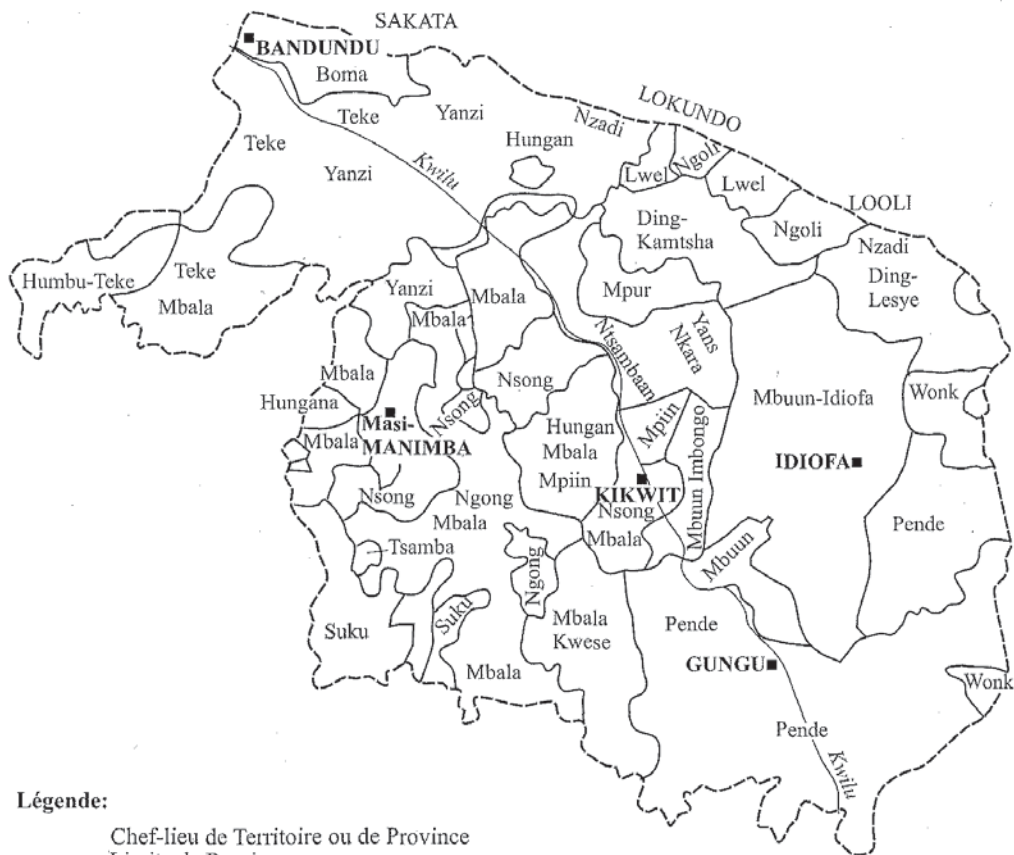 SAKATA
BANDUNDU
Boma
LOKUNDO
Teke
Yanzi
Nzadi
Teke
Hungan
Ngoli
Kwilu
Lwel
Lwel
Yanzi
LOOLI
Ding-
Kamtsha
Ngoli
Nzadi
Humbu-Teke
Teke
Mbala
Ding-
Lesye
Yanzi
Mbala
Mpur
Mbala
Ntsambaan
Yans
Nkara
Mbala
Nsong
Mbuun-Idiofa
Wonk
Hungana
Nsong
Masi-
MANIMBA
Mbala
Hungan
Mbala
Mpiin
Mpiin
Mbuun Imbongo
IDIOFA
KIKWIT
Nsong
Mbala
Nsong
Ngong
Mbala
Pende
Tsamba
Ngong
Mbuun
Suku
Suku
Mbala
Kwese
Pende
Mbala
GUNGU
Wonk
Pende
Kwilu
Légende:
Chef-lieu de Territoire ou de Province